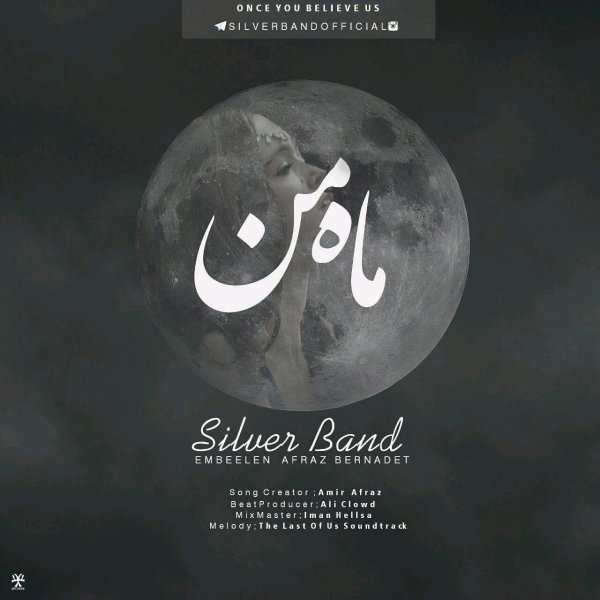 ONCE YOU BELIEVE US
SILVERBANDOFFICIAL
ماه من
Silver Band
EMBEELEN AFRAZ BERNADET
Song Creator ; Amir Afraz
BeatProducer ; Ali Clowd
MixMaster ; Iman Hellsa
Melody ; The Last Of Us Soundtrack